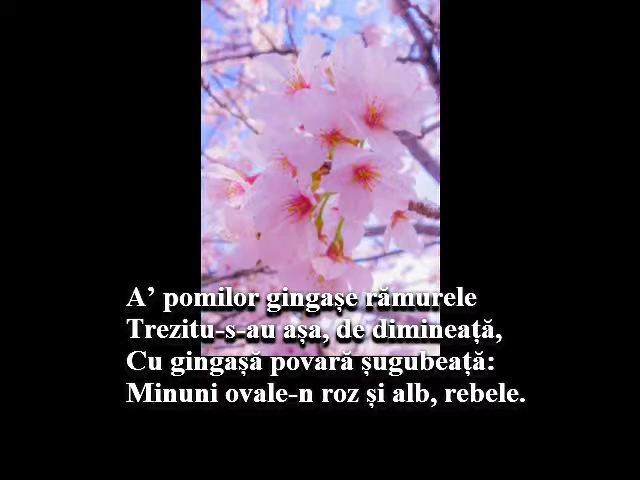 A’ pomilor gingașe rămurele
Trezitu-s-au așa, de dimineață,
Cu gingașă povară șugubeață:
Minuni ovale-n roz și alb, rebele.